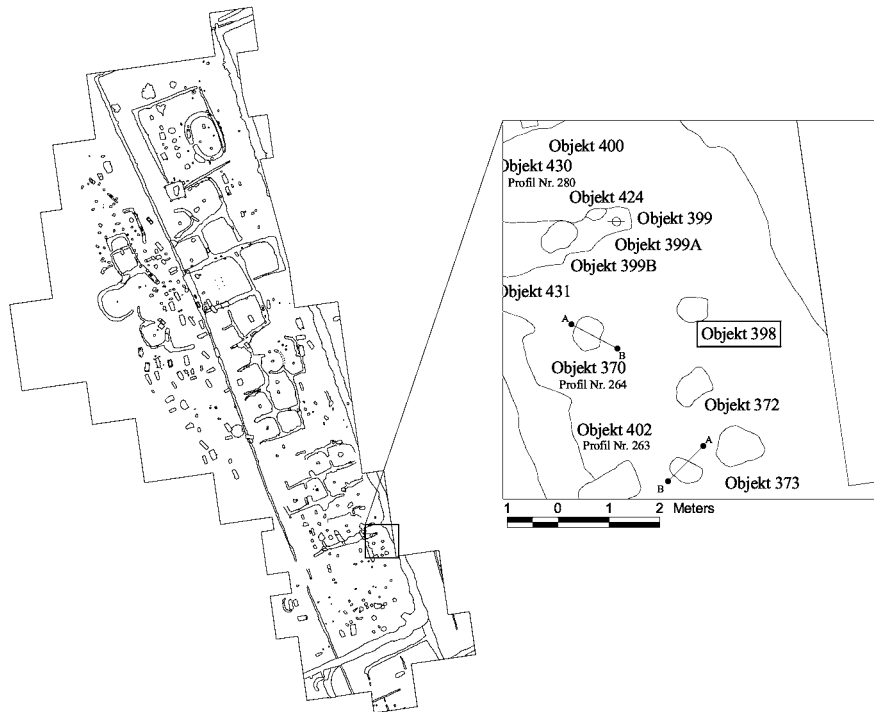 Objekt 400
Objekt 430
Profil Nr. 280
Objekt 424
Objekt 399
Objekt 399A
Objekt 399B
Objekt 431
A
Objekt 398
B
Objekt 370
Profil Nr. 264
Objekt 372
Objekt 402
Profil Nr. 263
A
B
Objekt 373
1 0 1 2 Meters